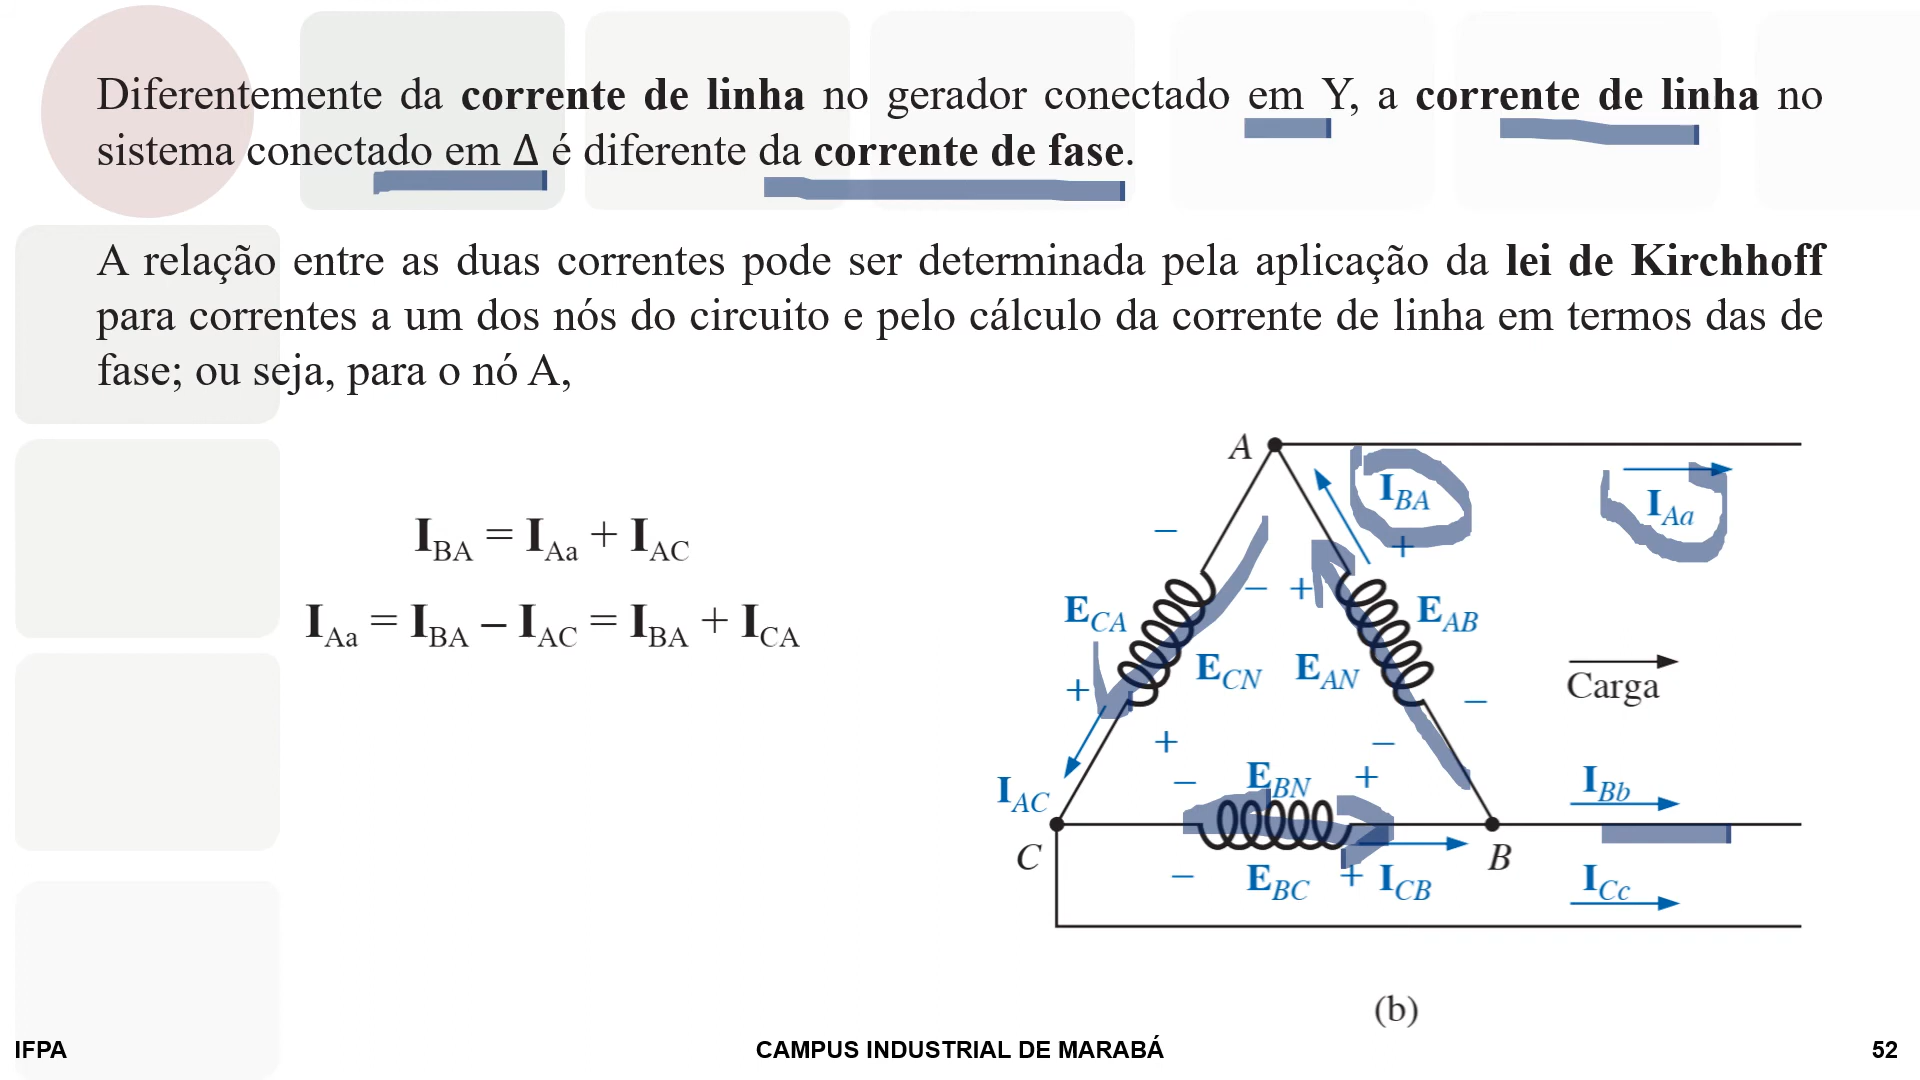 Diferentemente da corrente de linha no gerador conectado em Y, a corrente de linha no
sistema conectado em Δ é diferente da corrente de fase.
A relação entre as duas correntes pode ser determinada pela aplicação da lei de Kirchhoff
para correntes a um dos nós do circuito e pelo cálculo da corrente de linha em termos das de
fase; ou seja, para o nó A,
I_BA = I_Aa + I_AC
I_Aa = I_BA – I_AC = I_BA + I_CA
A
I_BA
I_Aa
−
+
− +
E_CA
E_AB
E_CN E_AN
+
−
Carga
+ −
I_AC
− E_BN +
I_Bb
C
B
− E_BC + I_CB
I_Cc
(b)
IFPA
CAMPUS INDUSTRIAL DE MARABÁ
52